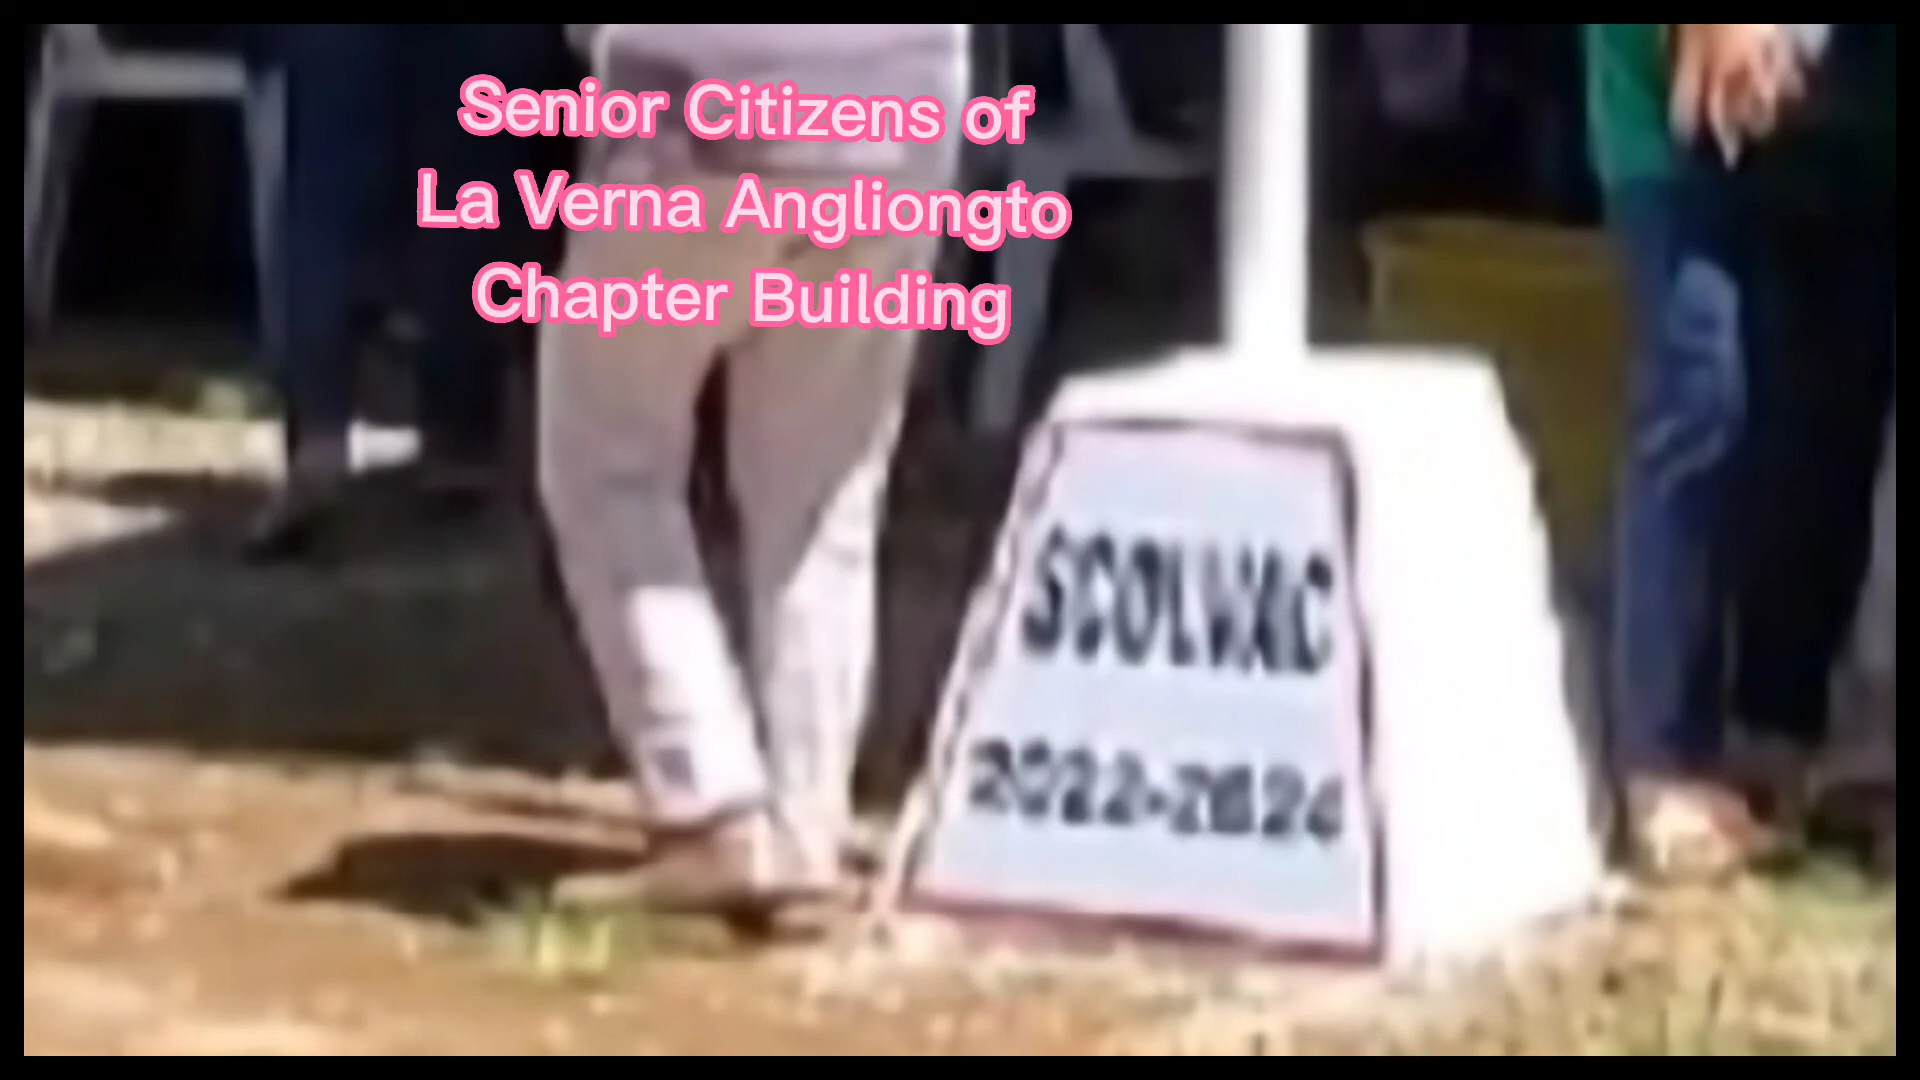 Senior Citizens of
La Verna Angliongto
Chapter Building
SCOLVAC
2022-2024